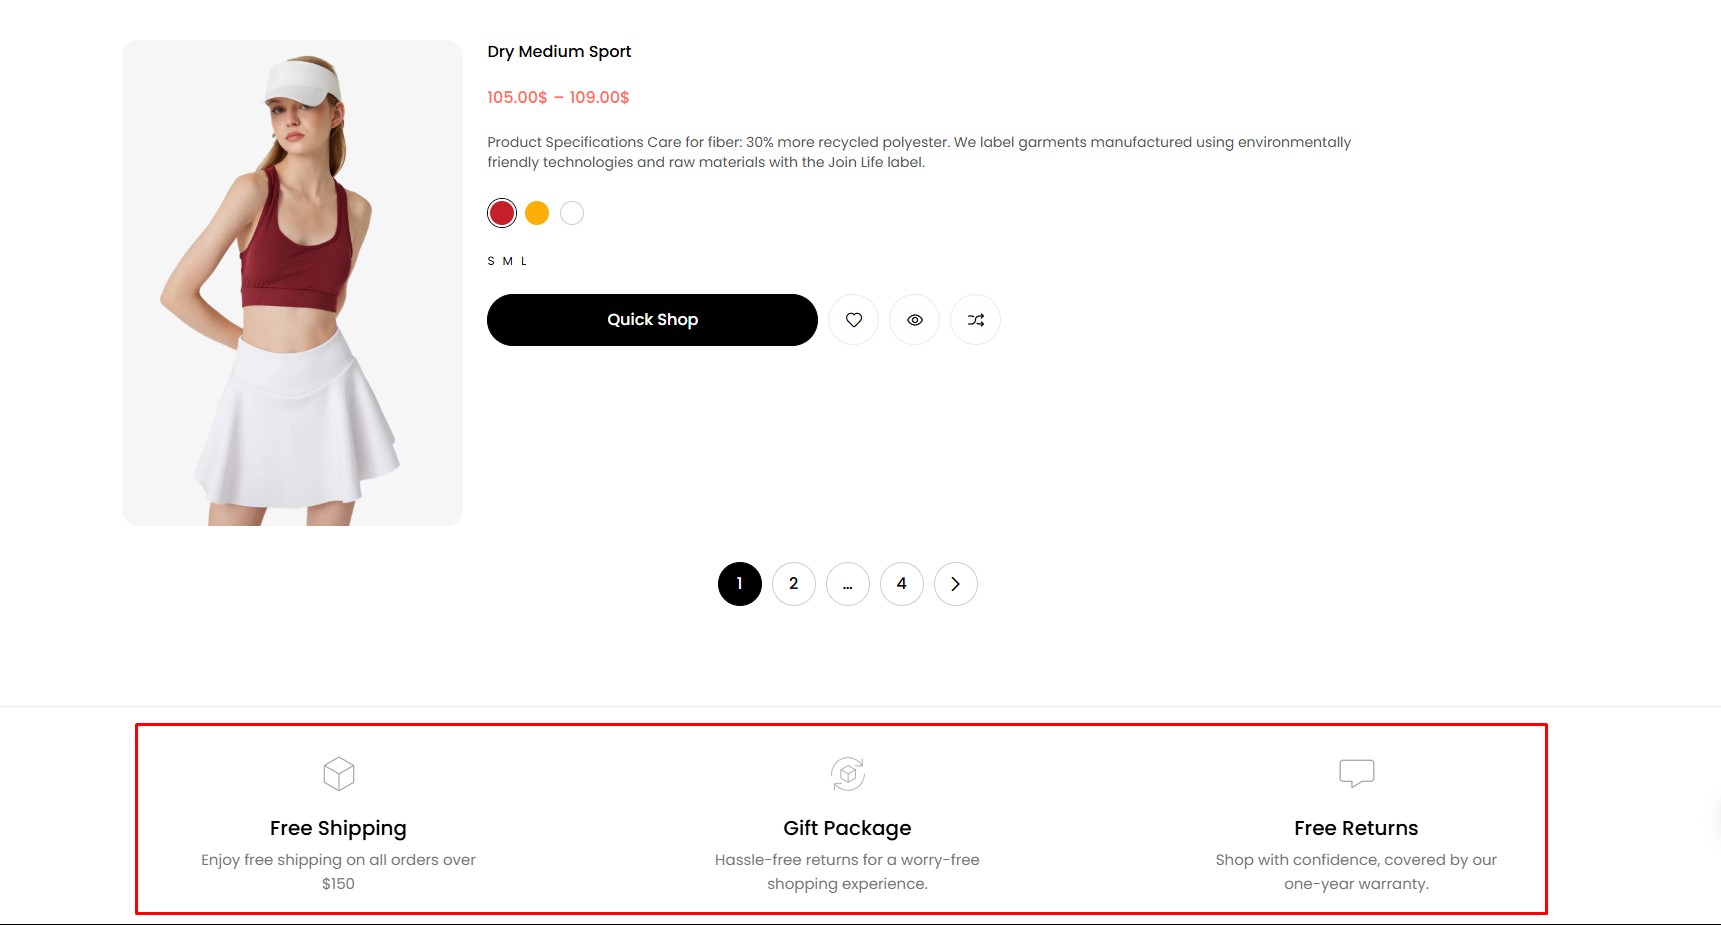 Dry Medium Sport
105.00$ – 109.00$
Product Specifications Care for fiber: 30% more recycled polyester. We label garments manufactured using environmentally
friendly technologies and raw materials with the Join Life label.
S M L
Quick Shop
1 2 ... 4
Free Shipping
Enjoy free shipping on all orders over
$150
Gift Package
Hassle-free returns for a worry-free
shopping experience.
Free Returns
Shop with confidence, covered by our
one-year warranty.